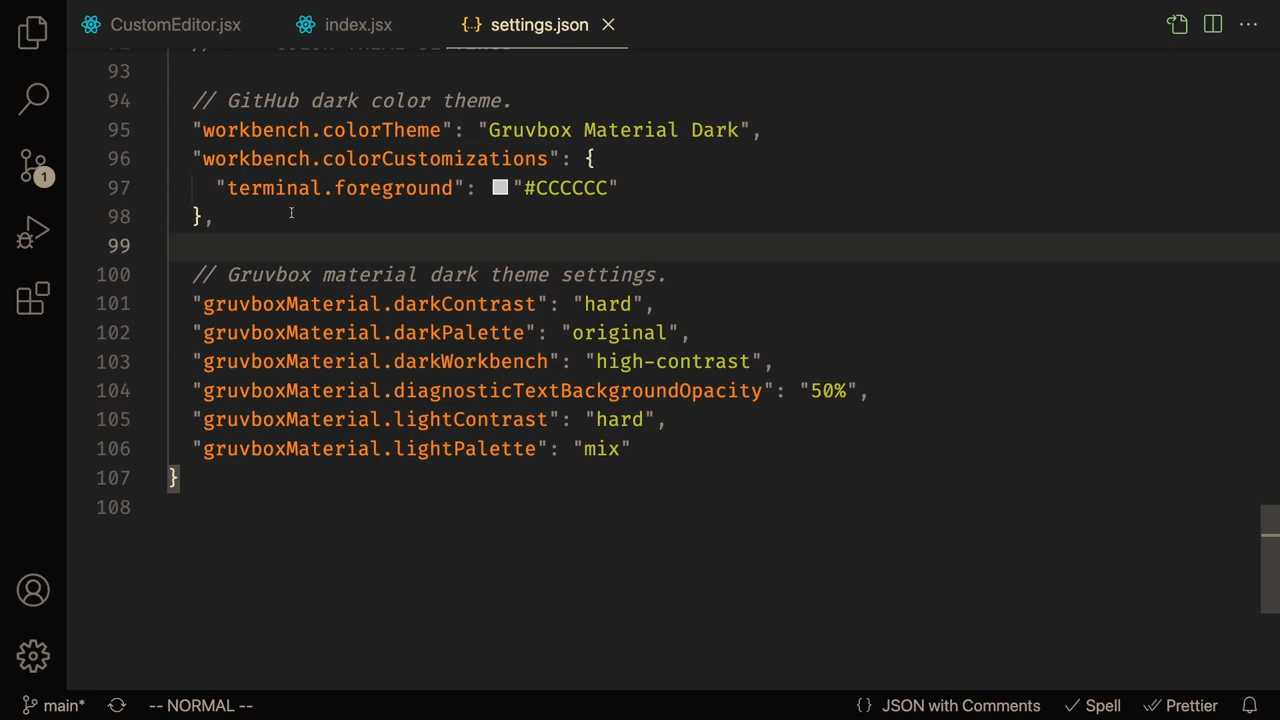 CustomEditor.jsx
index.jsx
{..} settings.json
93
94 // GitHub dark color theme.
95 "workbench.colorTheme": "Gruvbox Material Dark",
96 "workbench.colorCustomizations": {
97 "terminal.foreground": "#CCCCCC"
98 },
99
100 // Gruvbox material dark theme settings.
101 "gruvboxMaterial.darkContrast": "hard",
102 "gruvboxMaterial.darkPalette": "original",
103 "gruvboxMaterial.darkWorkbench": "high-contrast",
104 "gruvboxMaterial.diagnosticTextBackgroundOpacity": "50%",
105 "gruvboxMaterial.lightContrast": "hard",
106 "gruvboxMaterial.lightPalette": "mix"
107 }
108
1
main* -- NORMAL -- {} JSON with Comments Spell Prettier